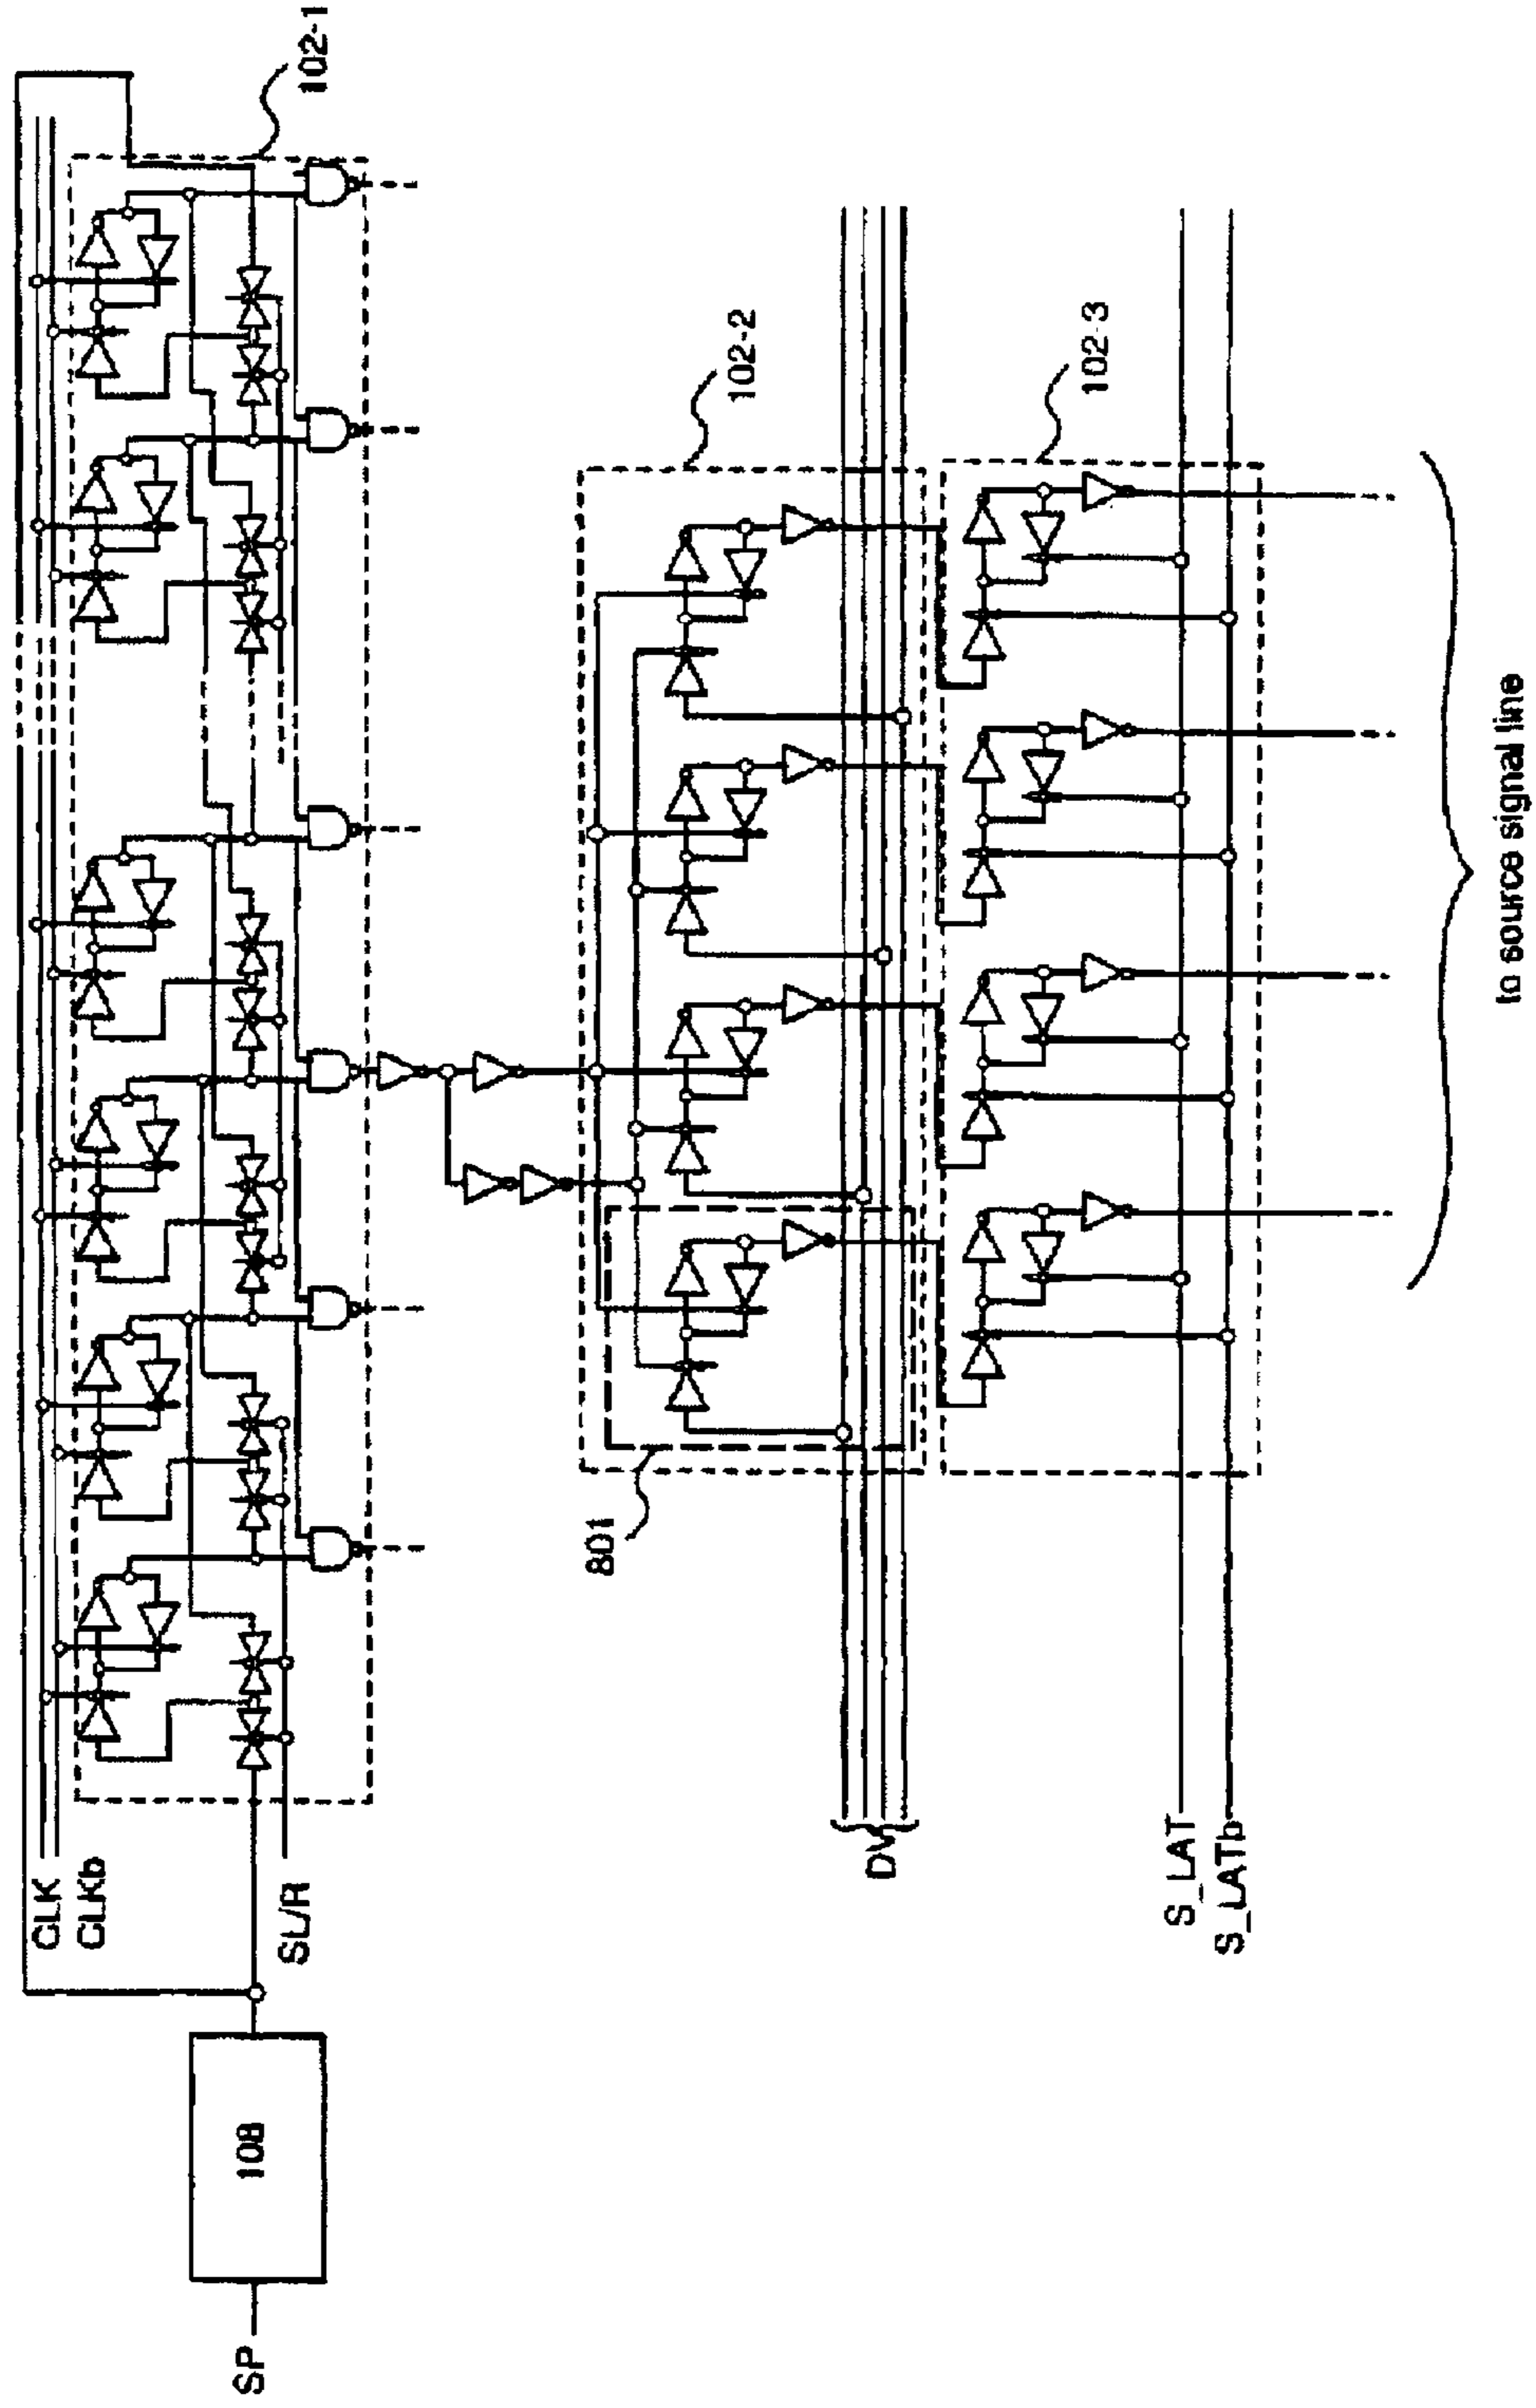 SP
108
CLK
CLKb
SL/R
102-1
801
102-2
DV
102-3
S_LAT
S_LATb
to source signal line